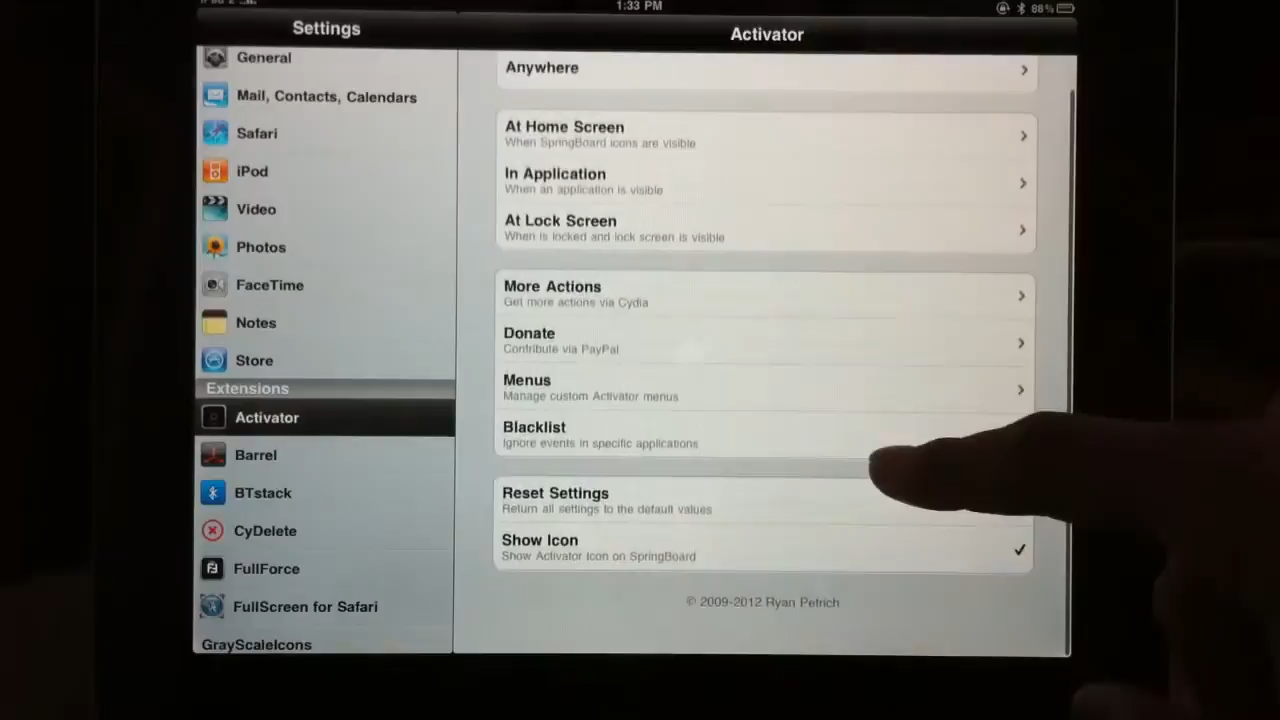 1:33 PM
88%
Settings
Activator
General
Mail, Contacts, Calendars
Safari
iPod
Video
Photos
FaceTime
Notes
Store
Extensions
Activator
Barrel
BTstack
CyDelete
FullForce
FullScreen for Safari
GrayScaleIcons
Anywhere
At Home Screen
When SpringBoard icons are visible
In Application
When an application is visible
At Lock Screen
When is locked and lock screen is visible
More Actions
Get more actions via Cydia
Donate
Contribute via PayPal
Menus
Manage custom Activator menus
Blacklist
Ignore events in specific applications
Reset Settings
Return all settings to the default values
Show Icon
Show Activator Icon on SpringBoard
© 2009-2012 Ryan Petrich